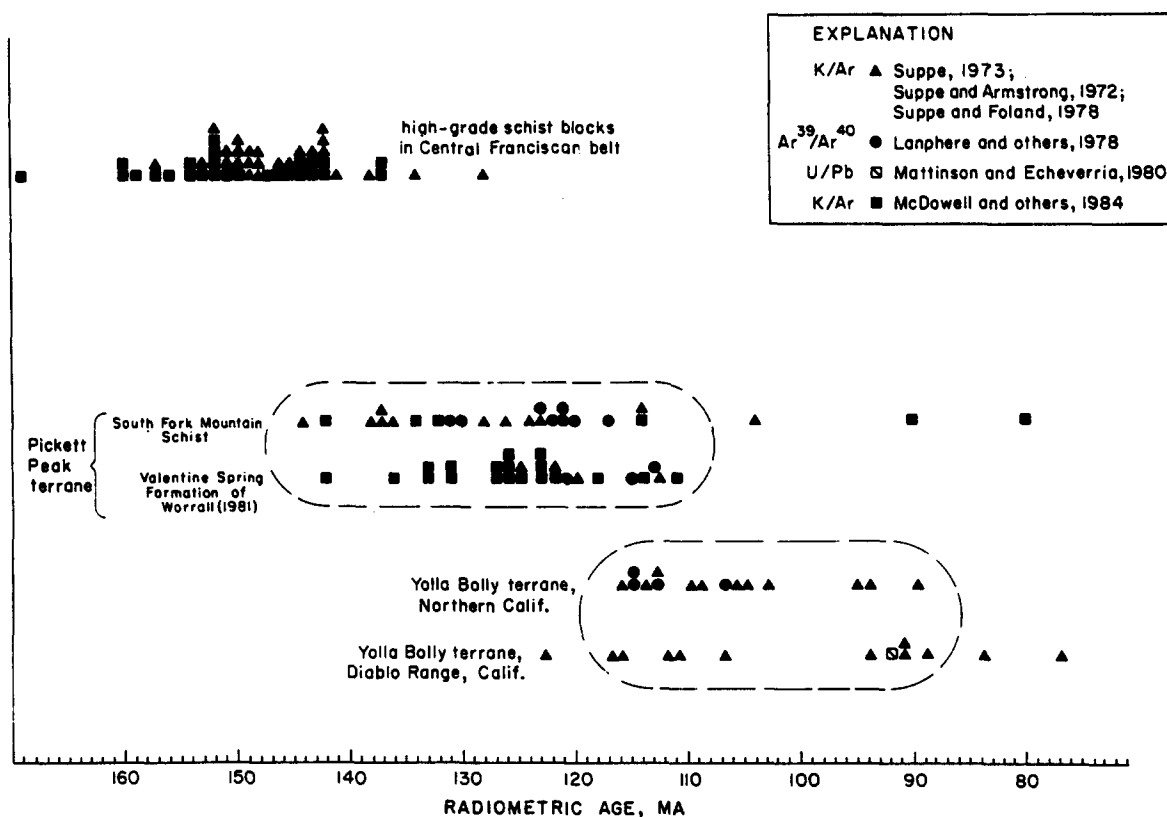 EXPLANATION
K/Ar ▲ Suppe, 1973;
Suppe and Armstrong, 1972;
Suppe and Foland, 1978
Ar39/Ar40 ● Lanphere and others, 1978
U/Pb Mattinson and Echeverria, 1980
K/Ar ■ McDowell and others, 1984
high-grade schist blocks
in Central Franciscan belt
Pickett
Peak
terrane
South Fork Mountain
Schist
Valentine Spring
Formation of
Worrall (1981)
Yolla Bolly terrane,
Northern Calif.
Yolla Bolly terrane,
Diablo Range, Calif.
160 150 140 130 120 110 100 90 80
RADIOMETRIC AGE, MA